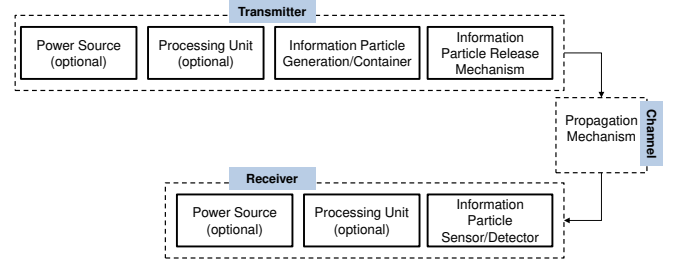 Transmitter
Power Source
(optional)
Processing Unit
(optional)
Information Particle
Generation/Container
Information
Particle Release
Mechanism
Propagation
Mechanism
Channel
Receiver
Power Source
(optional)
Processing Unit
(optional)
Information
Particle
Sensor/Detector